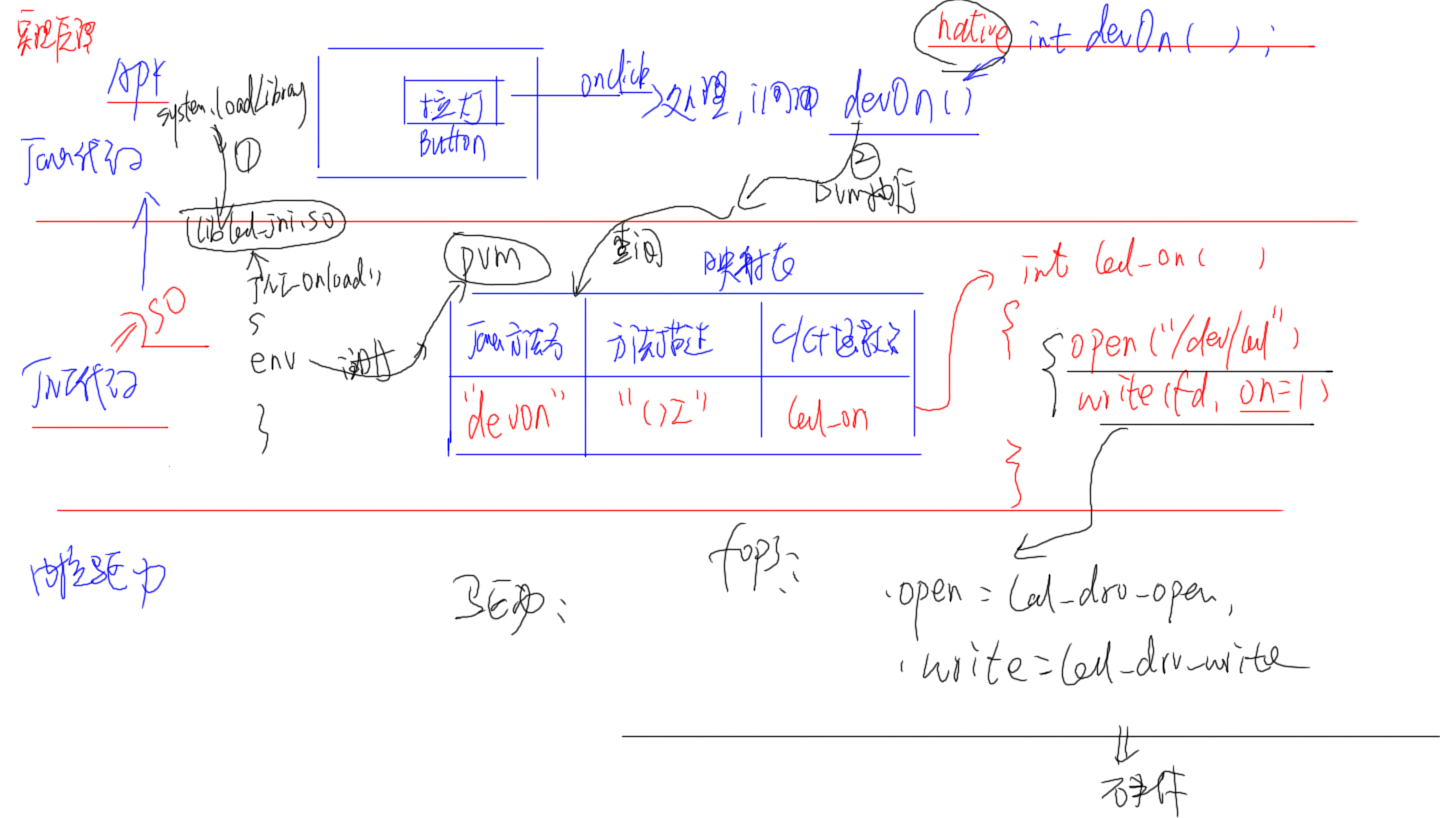 实现原理
native int devOn( );
APK
system.loadLibray
onclick
处理,访问 devOn()
拉灯
Button
①
Java代码
②
DVM执行
libled_jni.so
DVM
查询
映射表
int led_on( )
JNI_Onload()
{
SO
Java方法名 方法描述 C/C++函数名
{
open("/dev/led")
env
JNI代码
"devOn" "()I" led_on
write(fd, on=1)
}
}
内核驱动
fops:
驱动:
.open = led_drv_open,
.write = led_drv_write
硬件